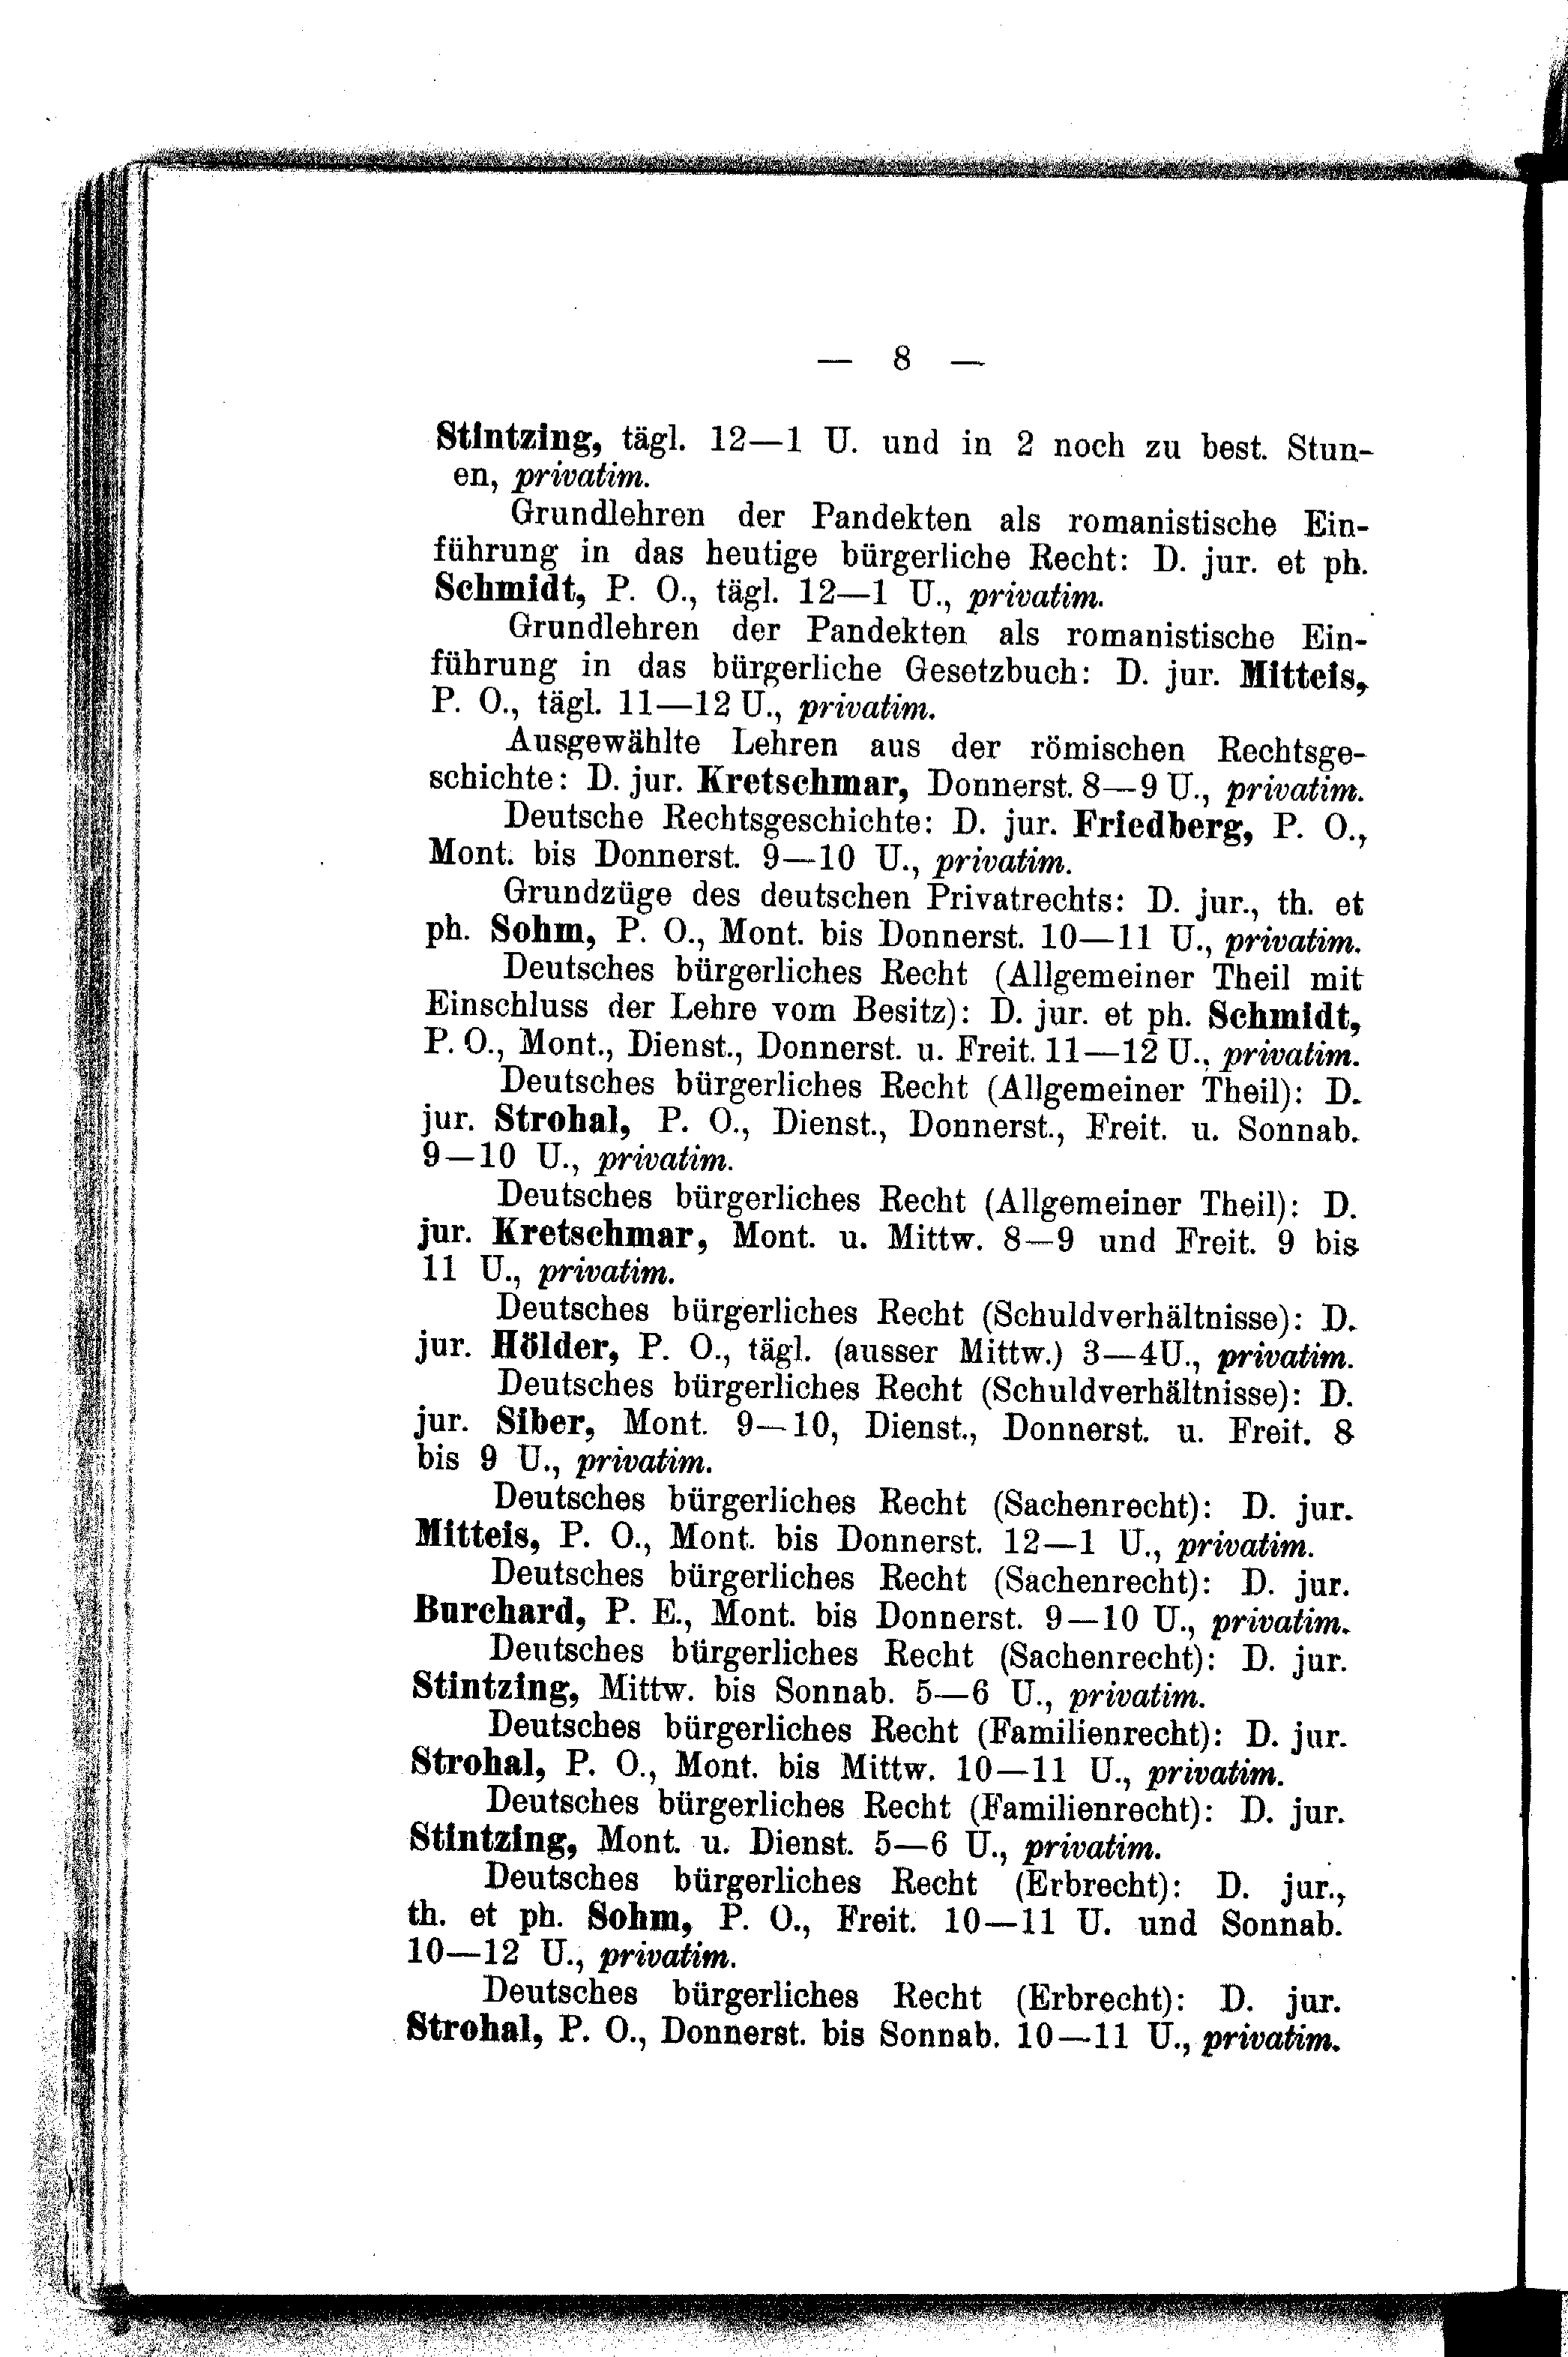 — 8 —
Stintzing, tägl. 12—1 U. und in 2 noch zu best. Stun-
en, privatim.
Grundlehren der Pandekten als romanistische Ein-
führung in das heutige bürgerliche Recht: D. jur. et ph.
Schmidt, P. O., tägl. 12—1 U., privatim.
Grundlehren der Pandekten als romanistische Ein-
führung in das bürgerliche Gesetzbuch: D. jur. Mitteis,
P. O., tägl. 11—12 U., privatim.
Ausgewählte Lehren aus der römischen Rechtsge-
schichte: D. jur. Kretschmar, Donnerst. 8—9 U., privatim.
Deutsche Rechtsgeschichte: D. jur. Friedberg, P. O.,
Mont. bis Donnerst. 9—10 U., privatim.
Grundzüge des deutschen Privatrechts: D. jur., th. et
ph. Sohm, P. O., Mont. bis Donnerst. 10—11 U., privatim.
Deutsches bürgerliches Recht (Allgemeiner Theil mit
Einschluss der Lehre vom Besitz): D. jur. et ph. Schmidt,
P. O., Mont., Dienst., Donnerst. u. Freit. 11—12 U., privatim.
Deutsches bürgerliches Recht (Allgemeiner Theil): D.
jur. Strohal, P. O., Dienst., Donnerst., Freit. u. Sonnab.
9—10 U., privatim.
Deutsches bürgerliches Recht (Allgemeiner Theil): D.
jur. Kretschmar, Mont. u. Mittw. 8—9 und Freit. 9 bis
11 U., privatim.
Deutsches bürgerliches Recht (Schuldverhältnisse): D.
jur. Hölder, P. O., tägl. (ausser Mittw.) 3—4U., privatim.
Deutsches bürgerliches Recht (Schuldverhältnisse): D.
jur. Siber, Mont. 9—10, Dienst., Donnerst. u. Freit. 8
bis 9 U., privatim.
Deutsches bürgerliches Recht (Sachenrecht): D. jur.
Mitteis, P. O., Mont. bis Donnerst. 12—1 U., privatim.
Deutsches bürgerliches Recht (Sachenrecht): D. jur.
Burchard, P. E., Mont. bis Donnerst. 9—10 U., privatim.
Deutsches bürgerliches Recht (Sachenrecht): D. jur.
Stintzing, Mittw. bis Sonnab. 5—6 U., privatim.
Deutsches bürgerliches Recht (Familienrecht): D. jur.
Strohal, P. O., Mont. bis Mittw. 10—11 U., privatim.
Deutsches bürgerliches Recht (Familienrecht): D. jur.
Stintzing, Mont. u. Dienst. 5—6 U., privatim.
Deutsches bürgerliches Recht (Erbrecht): D. jur.,
th. et ph. Sohm, P. O., Freit. 10—11 U. und Sonnab.
10—12 U., privatim.
Deutsches bürgerliches Recht (Erbrecht): D. jur.
Strohal, P. O., Donnerst. bis Sonnab. 10—11 U., privatim.